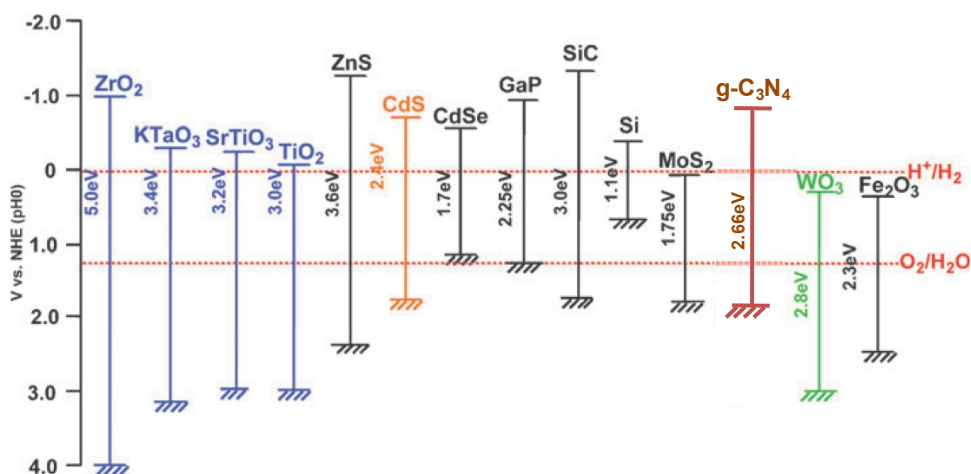 V vs. NHE (pH0)
-2.0
-1.0
0
1.0
2.0
3.0
4.0
ZrO₂
5.0eV
KTaO₃
3.4eV
SrTiO₃
3.2eV
TiO₂
3.0eV
ZnS
3.6eV
CdS
2.4eV
CdSe
1.7eV
GaP
2.25eV
SiC
3.0eV
Si
1.1eV
MoS₂
1.75eV
g-C₃N₄
2.66eV
WO₃
2.8eV
Fe₂O₃
2.3eV
H⁺/H₂
O₂/H₂O